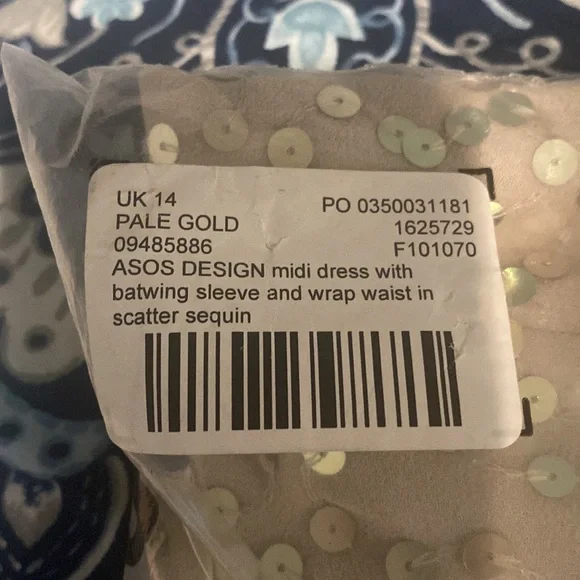 UK 14
PALE GOLD
09485886
PO 0350031181
1625729
F101070
ASOS DESIGN midi dress with
batwing sleeve and wrap waist in
scatter sequin